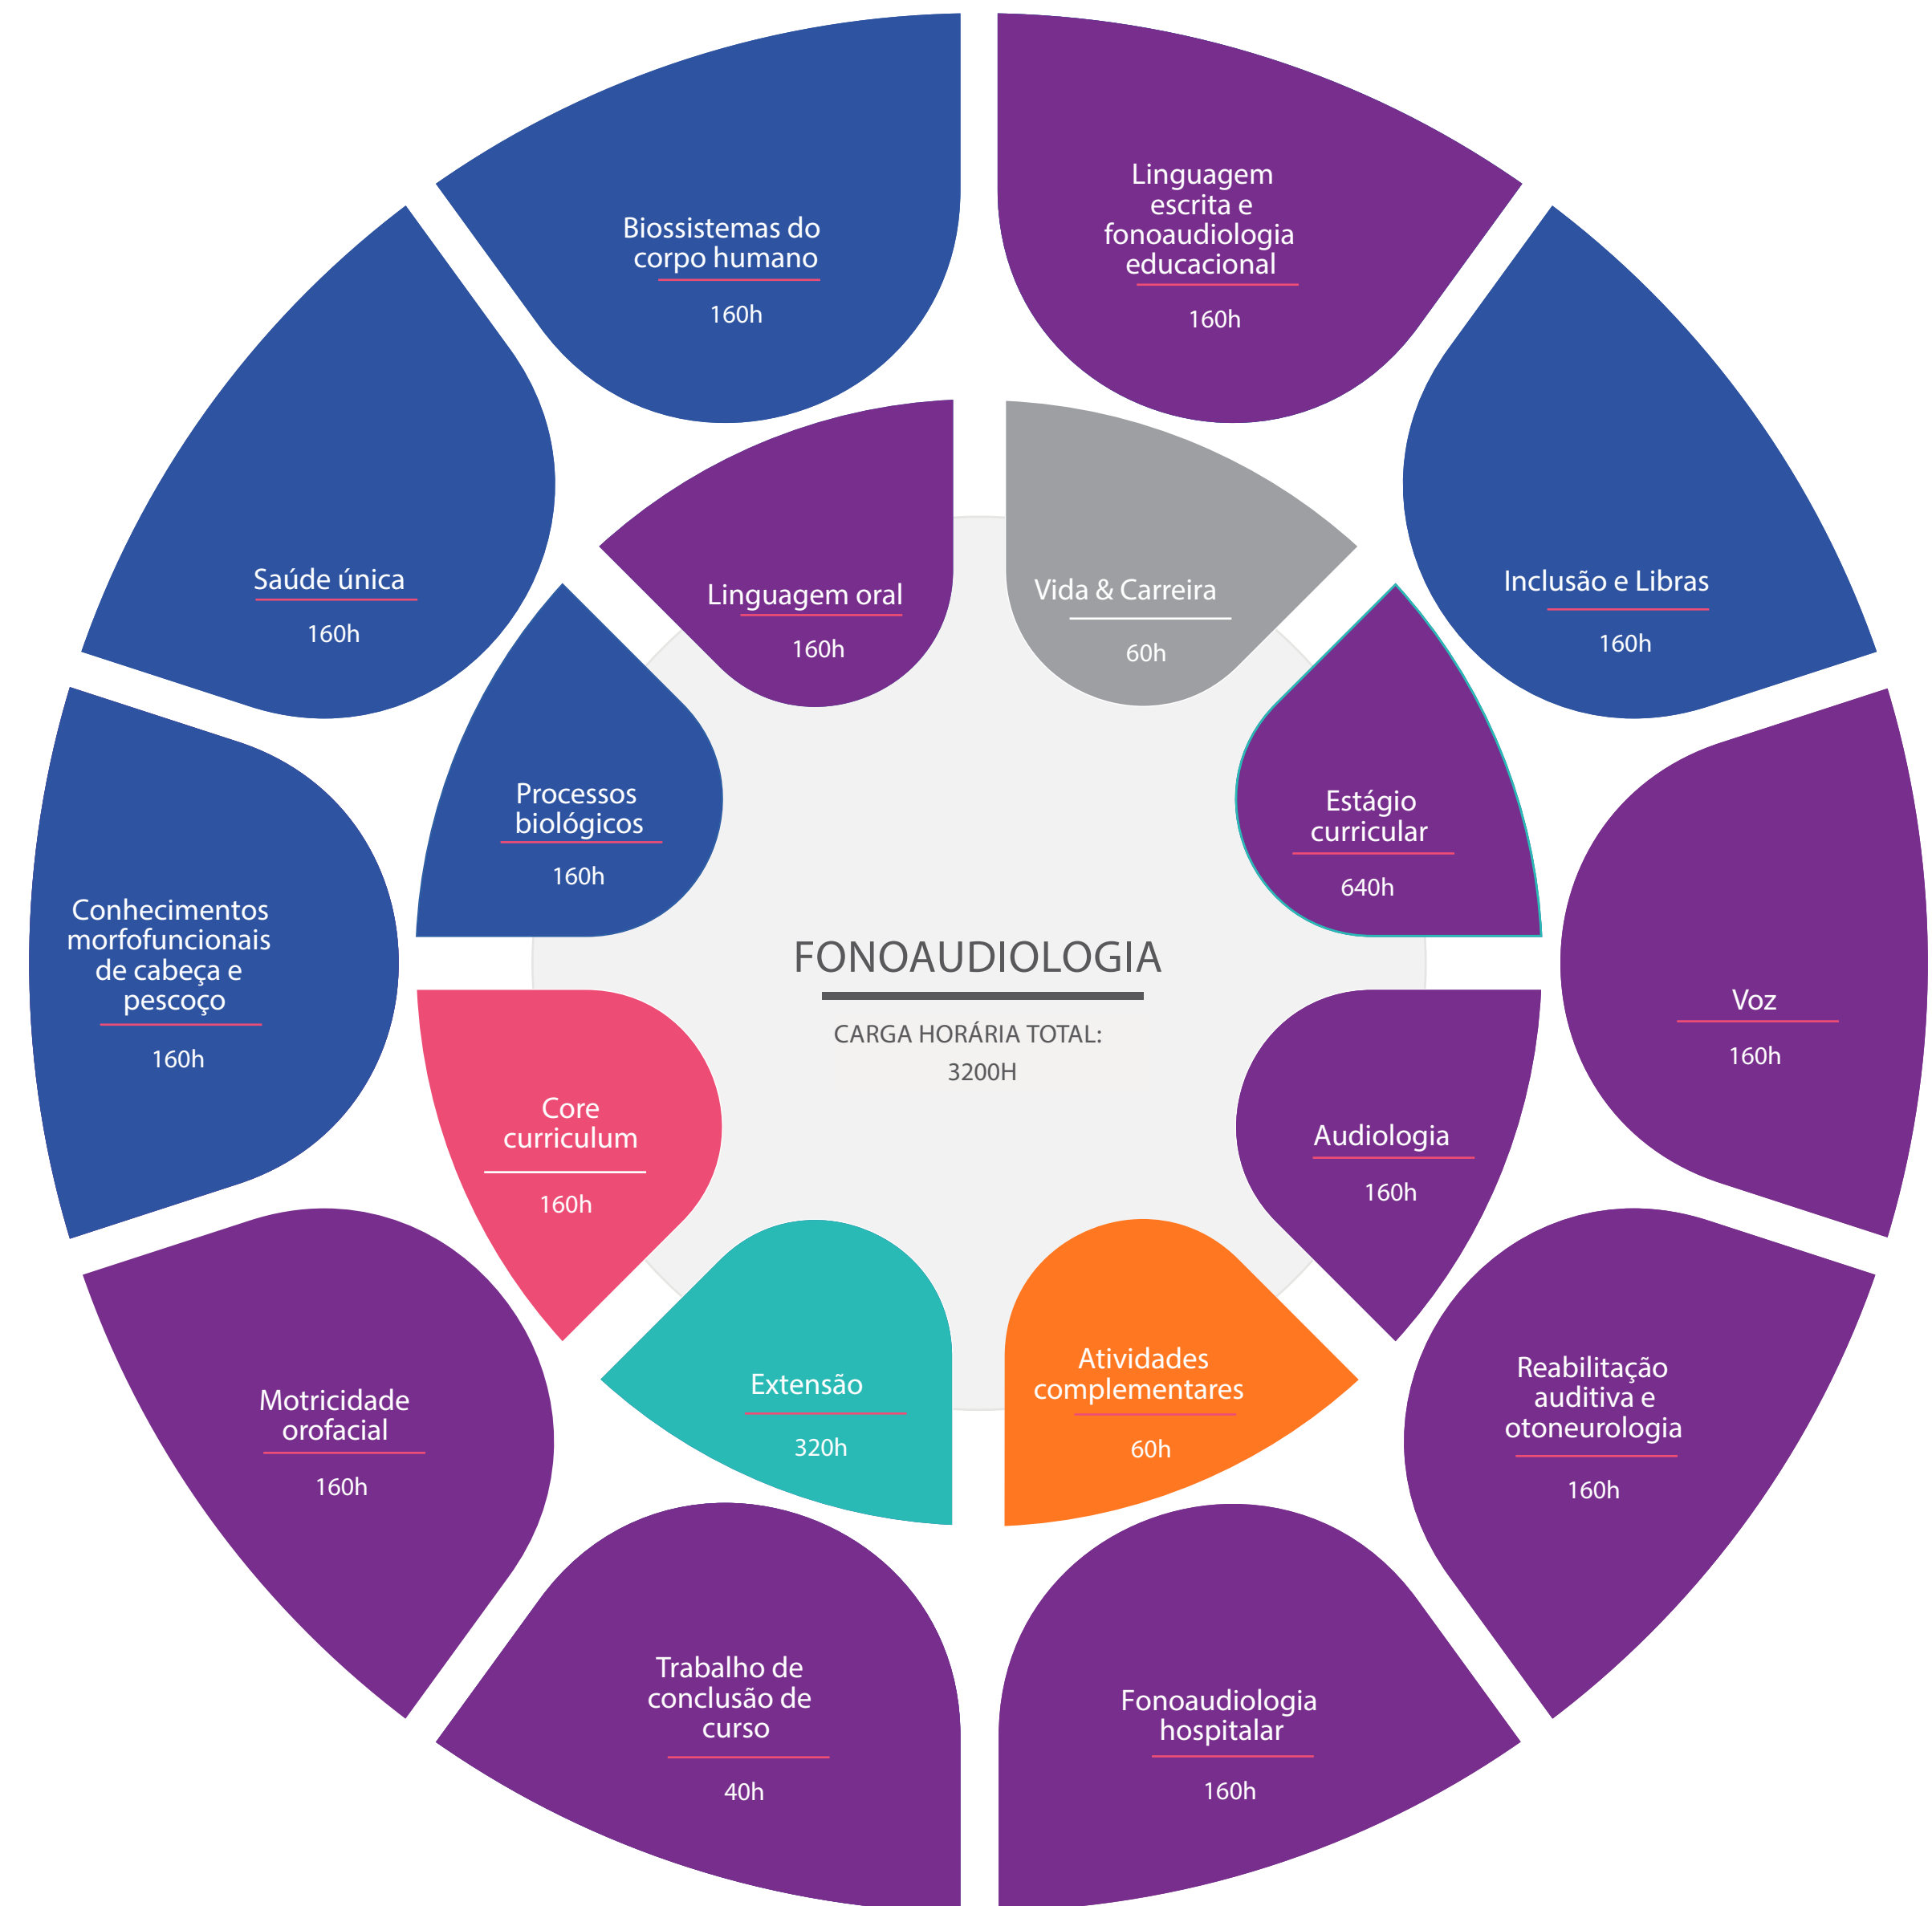 Linguagem
escrita e
fonoaudiologia
educacional
160h
Biossistemas do
corpo humano
160h
Saúde única
160h
Inclusão e Libras
160h
Linguagem oral
160h
Vida & Carreira
60h
Processos
biológicos
160h
Estágio
curricular
640h
Conhecimentos
morfofuncionais
de cabeça e
pescoço
160h
FONOAUDIOLOGIA
CARGA HORÁRIA TOTAL:
3200H
Voz
160h
Core
curriculum
160h
Audiologia
160h
Extensão
320h
Atividades
complementares
60h
Motricidade
orofacial
160h
Reabilitação
auditiva e
otoneurologia
160h
Trabalho de
conclusão de
curso
40h
Fonoaudiologia
hospitalar
160h